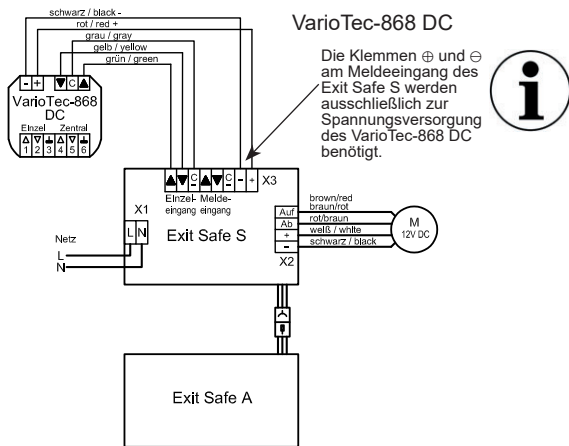 VarioTec-868 DC
schwarz / black -
rot / red +
grau / gray
gelb / yellow
grün / green
Die Klemmen ⊕ und ⊖
am Meldeeingang des
Exit Safe S werden
ausschließlich zur
Spannungsversorgung
des VarioTec-868 DC
benötigt.
i
- + ▼ C ▲
VarioTec-868
DC
Einzel Zentral
1 2 3 4 5 6
▲ ▼ C ▲ ▼ C - +
X3
Einzel- Melde-
eingang eingang
X1
L N
Exit Safe S
Netz
L
N
Auf
Ab
+
-
X2
brown/red
braun/rot
rot/braun
weiß / white
schwarz / black
M
12V DC
Exit Safe A